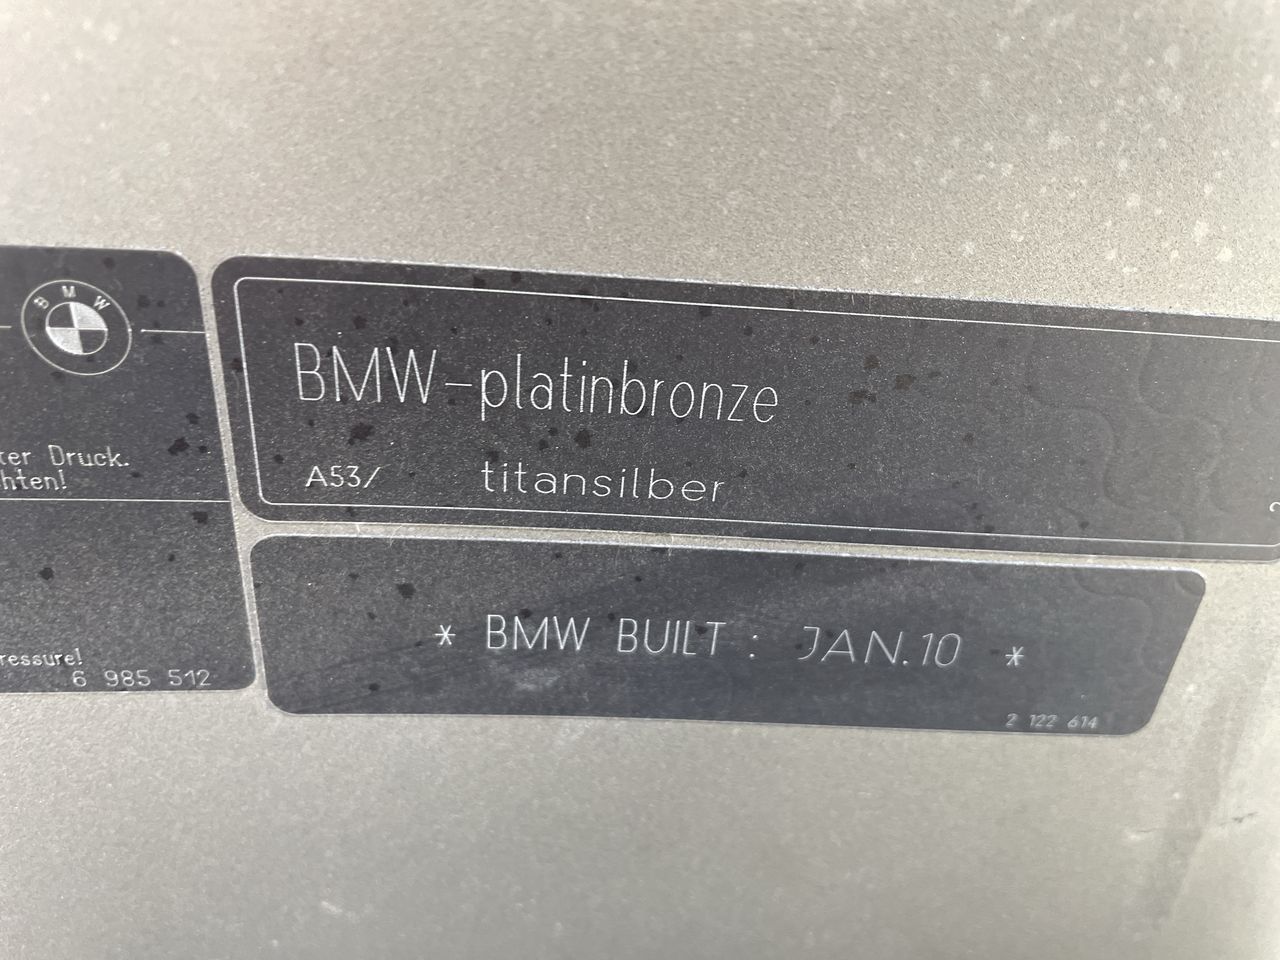 BMW
ter Druck.
hten!
ressure!
6 985 512
BMW-platinbronze
A53/ titansilber
* BMW BUILT : JAN.10 *
2 122 614